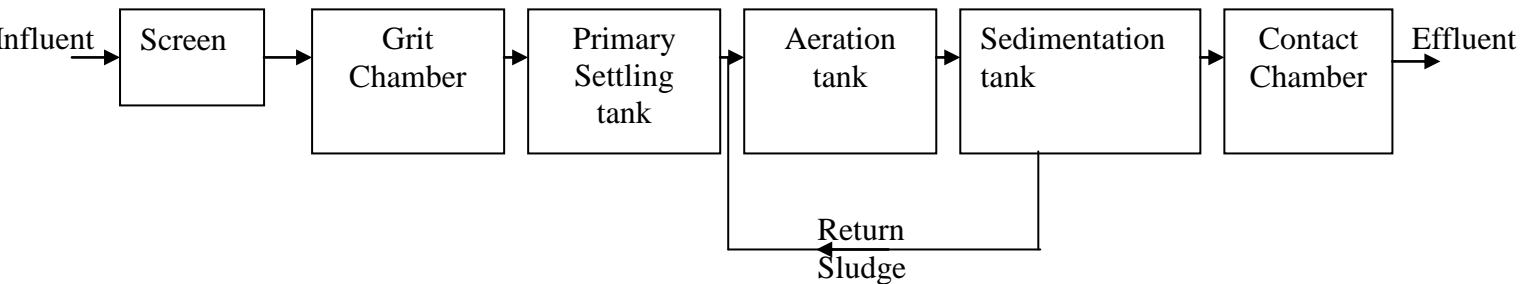 Influent
Screen
Grit
Chamber
Primary
Settling
tank
Aeration
tank
Sedimentation
tank
Contact
Chamber
Effluent
Return
Sludge